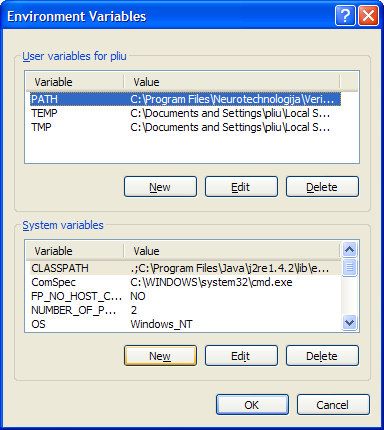 Environment Variables
User variables for pliu
Variable Value
PATH C:\Program Files\Neurotechnologija\Veri...
TEMP C:\Documents and Settings\pliu\Local S...
TMP C:\Documents and Settings\pliu\Local S...
New Edit Delete
System variables
Variable Value
CLASSPATH .;C:\Program Files\Java\j2re1.4.2\lib\e...
ComSpec C:\WINDOWS\system32\cmd.exe
FP_NO_HOST_C... NO
NUMBER_OF_P... 2
OS Windows_NT
New Edit Delete
OK Cancel